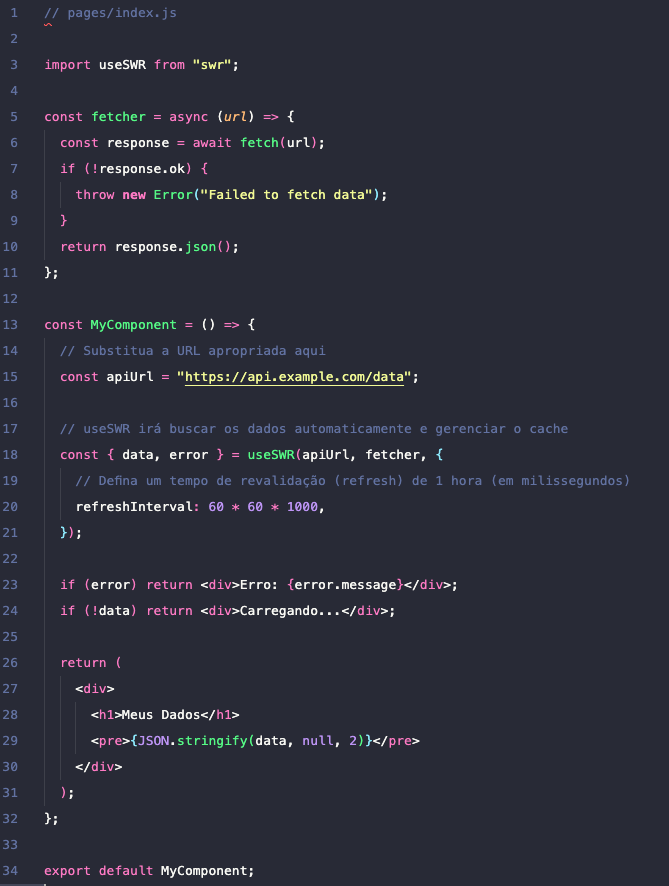 1 // pages/index.js
2
3 import useSWR from "swr";
4
5 const fetcher = async (url) => {
6 const response = await fetch(url);
7 if (!response.ok) {
8 throw new Error("Failed to fetch data");
9 }
10 return response.json();
11 };
12
13 const MyComponent = () => {
14 // Substitua a URL apropriada aqui
15 const apiUrl = "https://api.example.com/data";
16
17 // useSWR irá buscar os dados automaticamente e gerenciar o cache
18 const { data, error } = useSWR(apiUrl, fetcher, {
19 // Defina um tempo de revalidação (refresh) de 1 hora (em milissegundos)
20 refreshInterval: 60 * 60 * 1000,
21 });
22
23 if (error) return <div>Erro: {error.message}</div>;
24 if (!data) return <div>Carregando...</div>;
25
26 return (
27 <div>
28 <h1>Meus Dados</h1>
29 <pre>{JSON.stringify(data, null, 2)}</pre>
30 </div>
31 );
32 };
33
34 export default MyComponent;